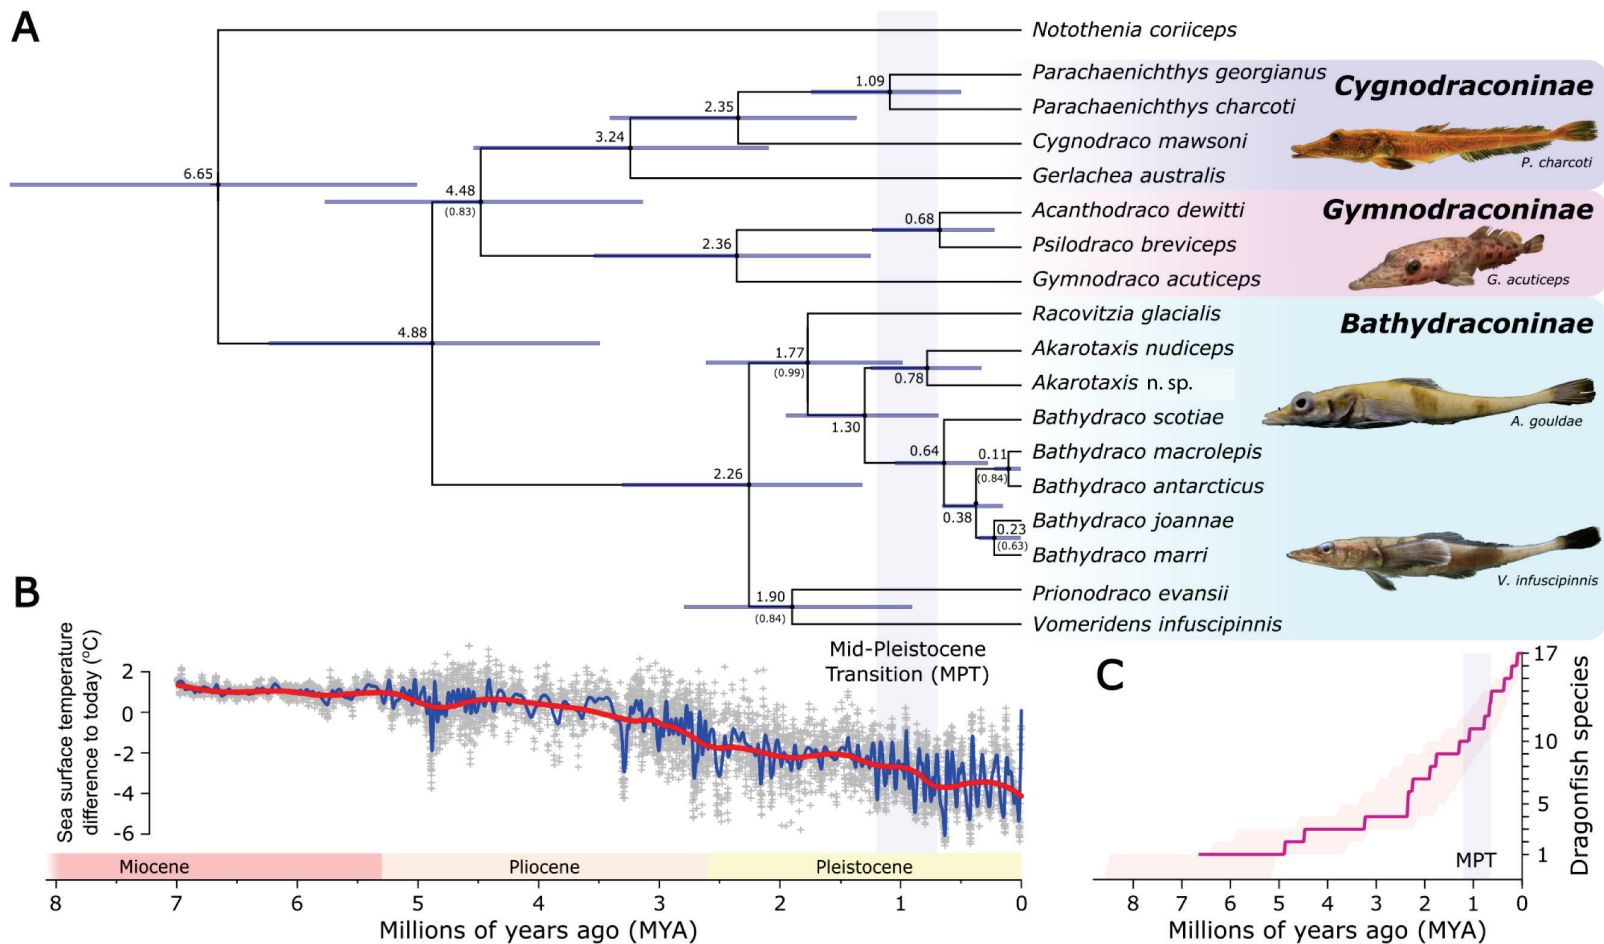 A
Notothenia coriiceps
Parachaenichthys georgianus
Cygnodraconinae
1.09
Parachaenichthys charcoti
2.35
Cygnodraco mawsoni
3.24
P. charcoti
Gerlachea australis
6.65
4.48
(0.83)
Acanthodraco dewitti
Gymnodraconinae
0.68
Psilodraco breviceps
2.36
Gymnodraco acuticeps
G. acuticeps
Racovitzia glacialis
Bathydraconinae
4.88
1.77
(0.99)
Akarotaxis nudiceps
0.78
Akarotaxis n. sp.
1.30
Bathydraco scotiae
A. gouldae
0.64
0.11
(0.84)
Bathydraco macrolepis
2.26
Bathydraco antarcticus
0.38
0.23
(0.63)
Bathydraco joannae
Bathydraco marri
V. infuscipinnis
1.90
(0.84)
Prionodraco evansii
Vomeridens infuscipinnis
B
Sea surface temperature
difference to today (ºC)
2
0
-2
-4
-6
Mid-Pleistocene
Transition (MPT)
Miocene
Pliocene
Pleistocene
8 7 6 5 4 3 2 1 0
Millions of years ago (MYA)
C
17
10
5
1
Dragonfish species
MPT
8 7 6 5 4 3 2 1 0
Millions of years ago (MYA)